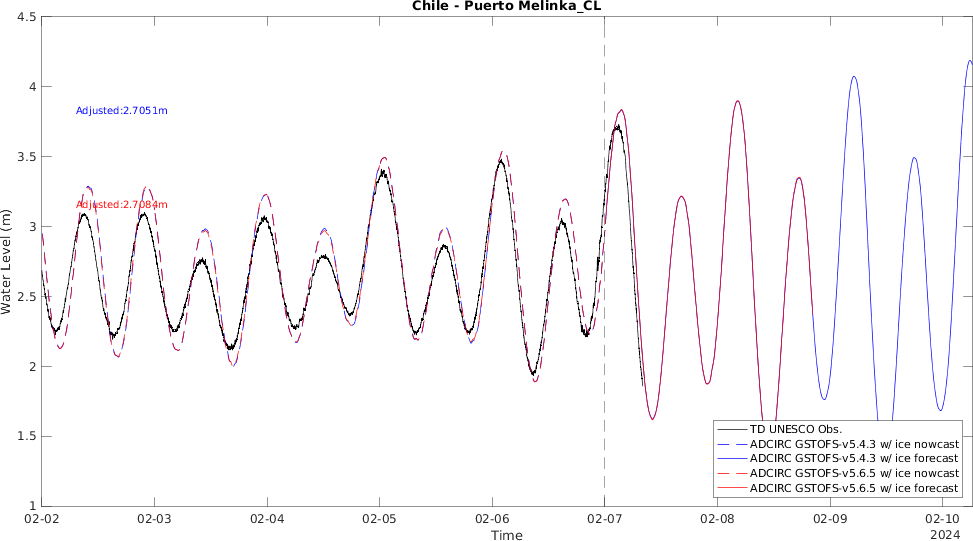 Chile - Puerto Melinka_CL
4.5
4
3.5
3
2.5
2
1.5
1
Water Level (m)
Adjusted:2.7051m
Adjusted:2.7084m
TD UNESCO Obs.
ADCIRC GSTOFS-v5.4.3 w/ ice nowcast
ADCIRC GSTOFS-v5.4.3 w/ ice forecast
ADCIRC GSTOFS-v5.6.5 w/ ice nowcast
ADCIRC GSTOFS-v5.6.5 w/ ice forecast
02-02 02-03 02-04 02-05 02-06 02-07 02-08 02-09 02-10
Time
2024